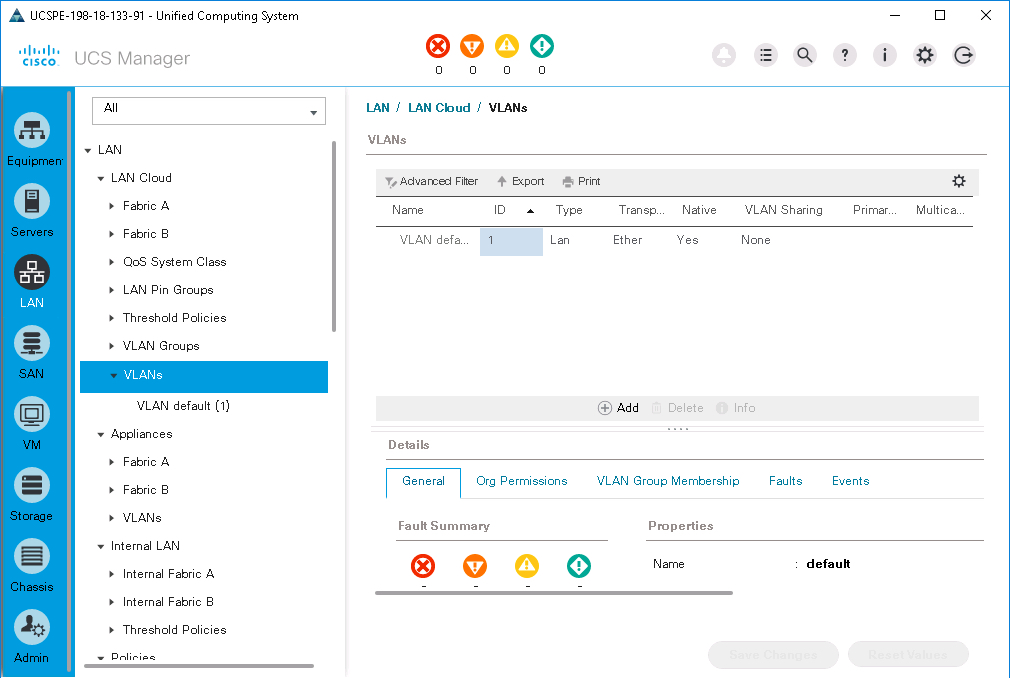 UCSPE-198-18-133-91 - Unified Computing System
CISCO UCS Manager
0 0 0 0
Equipment
Servers
LAN
SAN
VM
Storage
Chassis
Admin
All
LAN
LAN Cloud
Fabric A
Fabric B
QoS System Class
LAN Pin Groups
Threshold Policies
VLAN Groups
VLANs
VLAN default (1)
Appliances
Fabric A
Fabric B
VLANs
Internal LAN
Internal Fabric A
Internal Fabric B
Threshold Policies
Policies
LAN / LAN Cloud / VLANs
VLANs
Advanced Filter Export Print
Name ID Type Transp... Native VLAN Sharing Primar... Multica...
VLAN defa... 1 Lan Ether Yes None
Add Delete Info
Details
General Org Permissions VLAN Group Membership Faults Events
Fault Summary Properties
Name : default
- - - -
Save Changes Reset Values